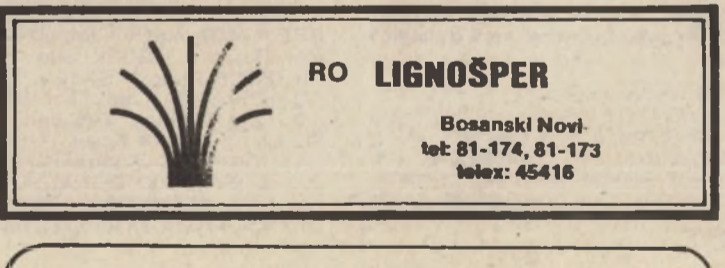 RO LIGNOŠPER
Bosanski Novi
tel: 81-174, 81-173
telex: 45416